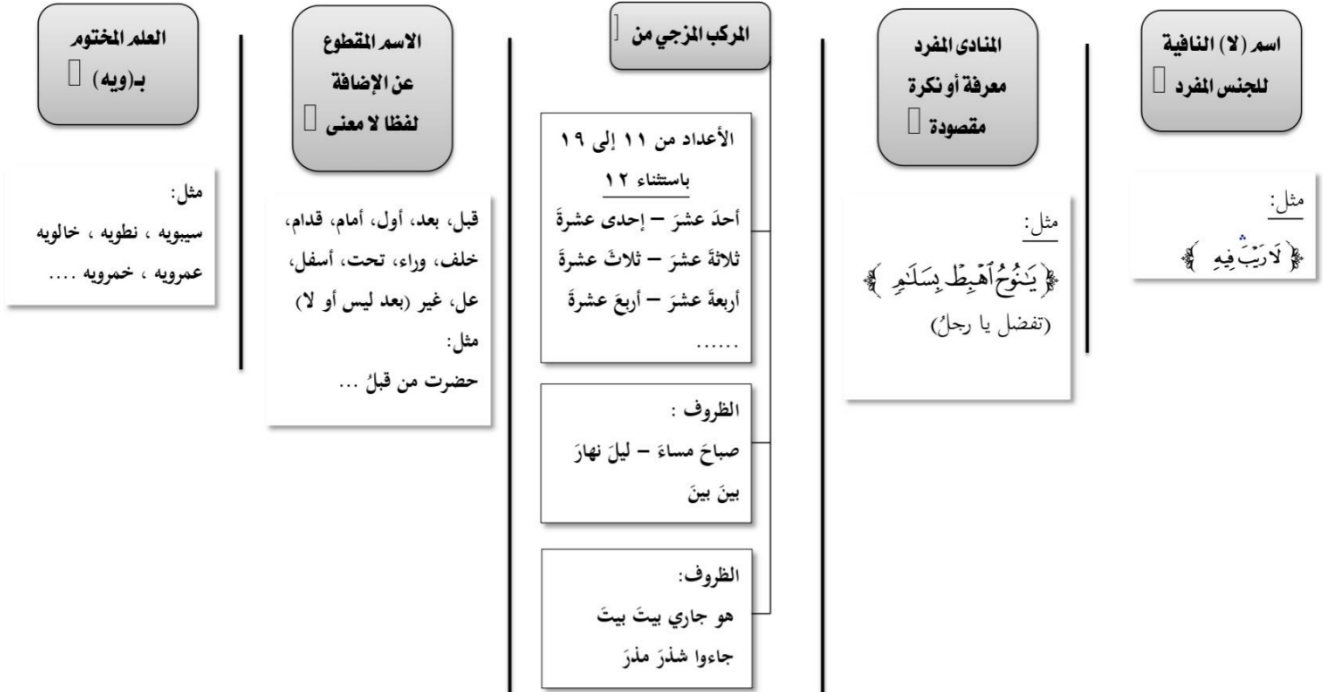 اسم (لا) النافية
للجنس المفرد
مثل:
﴿ لَا رَيْبَ فِيهِ ﴾
المنادى المفرد
معرفة أو نكرة
مقصودة
مثل:
﴿ يَـٰنُوحُ ٱهْبِطْ بِسَلَـٰمٍ ﴾
(تفضل يا رجلُ)
المركب المزجي من
الأعداد من ١١ إلى ١٩
باستثناء ١٢
أحدَ عشرَ – إحدى عشرةَ
ثلاثةَ عشرَ – ثلاثَ عشرةَ
أربعةَ عشرَ – أربعَ عشرةَ
......
الظروف :
صباحَ مساءَ – ليلَ نهارَ
بينَ بينَ
الظروف:
هو جاري بيتَ بيتَ
جاءوا شذرَ مذرَ
الاسم المقطوع
عن الإضافة
لفظا لا معنى
قبل، بعد، أول، أمام، قدام،
خلف، وراء، تحت، أسفل،
عل، غير (بعد ليس أو لا)
مثل:
حضرت من قبلُ ...
العلم المختوم
بـ(ويه)
مثل:
سيبويه ، نطويه ، خالويه
عمرويه ، خمرويه ....